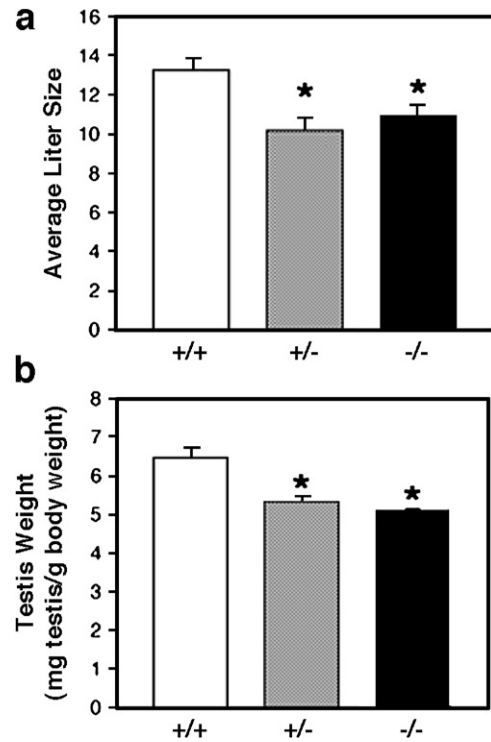 a
Average Liter Size
16
14
12
10
8
6
4
2
0
* *
+/+ +/- -/-
b
Testis Weight
(mg testis/g body weight)
8
7
6
5
4
3
2
1
0
* *
+/+ +/- -/-